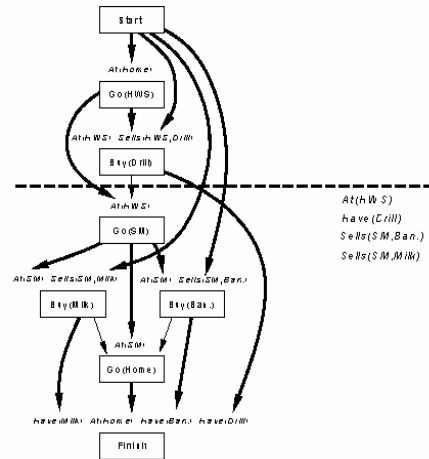 Start
At(Home)
Go(HWS)
At(HWS) Sells(HWS,Drill)
Buy(Drill)
At(HWS)
Go(SM)
At(HWS)
Have(Drill)
Sells(SM,Ban.)
Sells(SM,Milk)
At(SM) Sells(SM,Milk) At(SM) Sells(SM,Ban.)
Buy(Milk) Buy(Ban.)
At(SM)
Go(Home)
Have(Milk) At(Home) Have(Ban.) Have(Drill)
Finish